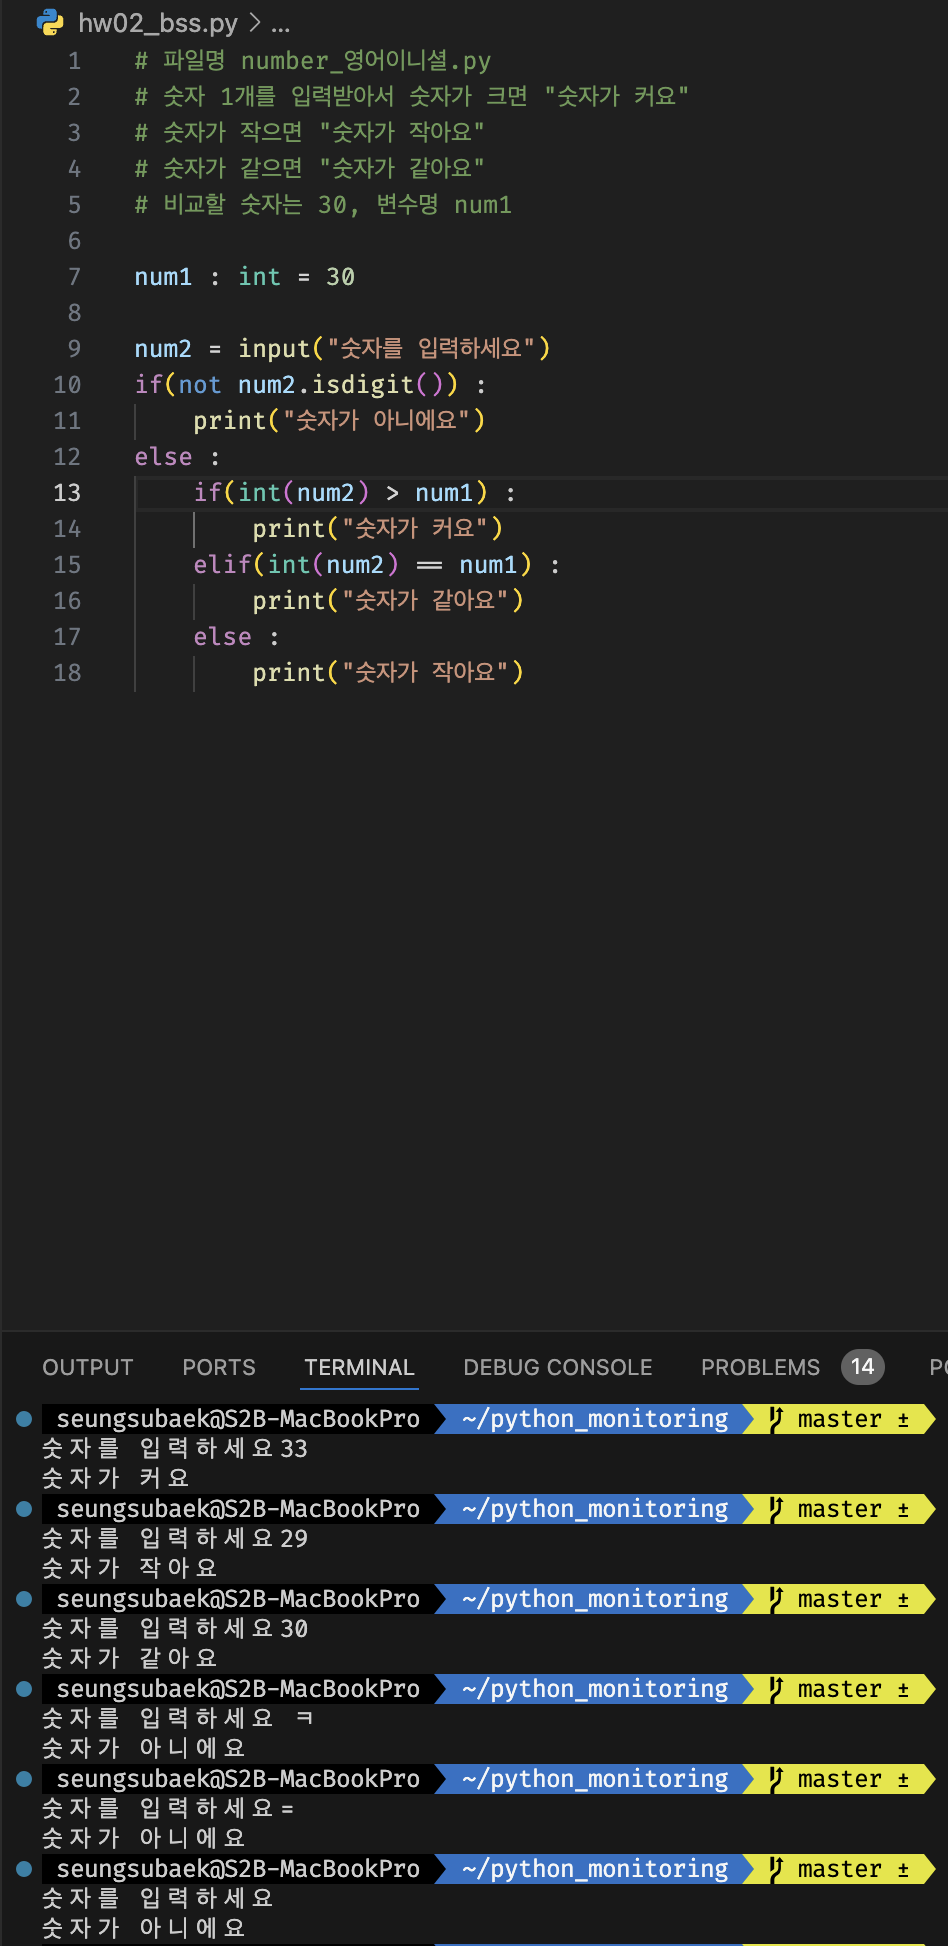 hw02_bss.py > ...
1 # 파일명 number_영어이니셜.py
2 # 숫자 1개를 입력받아서 숫자가 크면 "숫자가 커요"
3 # 숫자가 작으면 "숫자가 작아요"
4 # 숫자가 같으면 "숫자가 같아요"
5 # 비교할 숫자는 30, 변수명 num1
6
7 num1 : int = 30
8
9 num2 = input("숫자를 입력하세요")
10 if(not num2.isdigit()) :
11     print("숫자가 아니에요")
12 else :
13     if(int(num2) > num1) :
14         print("숫자가 커요")
15     elif(int(num2) == num1) :
16         print("숫자가 같아요")
17     else :
18         print("숫자가 작아요")
OUTPUT PORTS TERMINAL DEBUG CONSOLE PROBLEMS 14
seungsubaek@S2B-MacBookPro ~/python_monitoring master ±
숫자를 입력하세요33
숫자가 커요
seungsubaek@S2B-MacBookPro ~/python_monitoring master ±
숫자를 입력하세요29
숫자가 작아요
seungsubaek@S2B-MacBookPro ~/python_monitoring master ±
숫자를 입력하세요30
숫자가 같아요
seungsubaek@S2B-MacBookPro ~/python_monitoring master ±
숫자를 입력하세요 ㅋ
숫자가 아니에요
seungsubaek@S2B-MacBookPro ~/python_monitoring master ±
숫자를 입력하세요=
숫자가 아니에요
seungsubaek@S2B-MacBookPro ~/python_monitoring master ±
숫자를 입력하세요
숫자가 아니에요